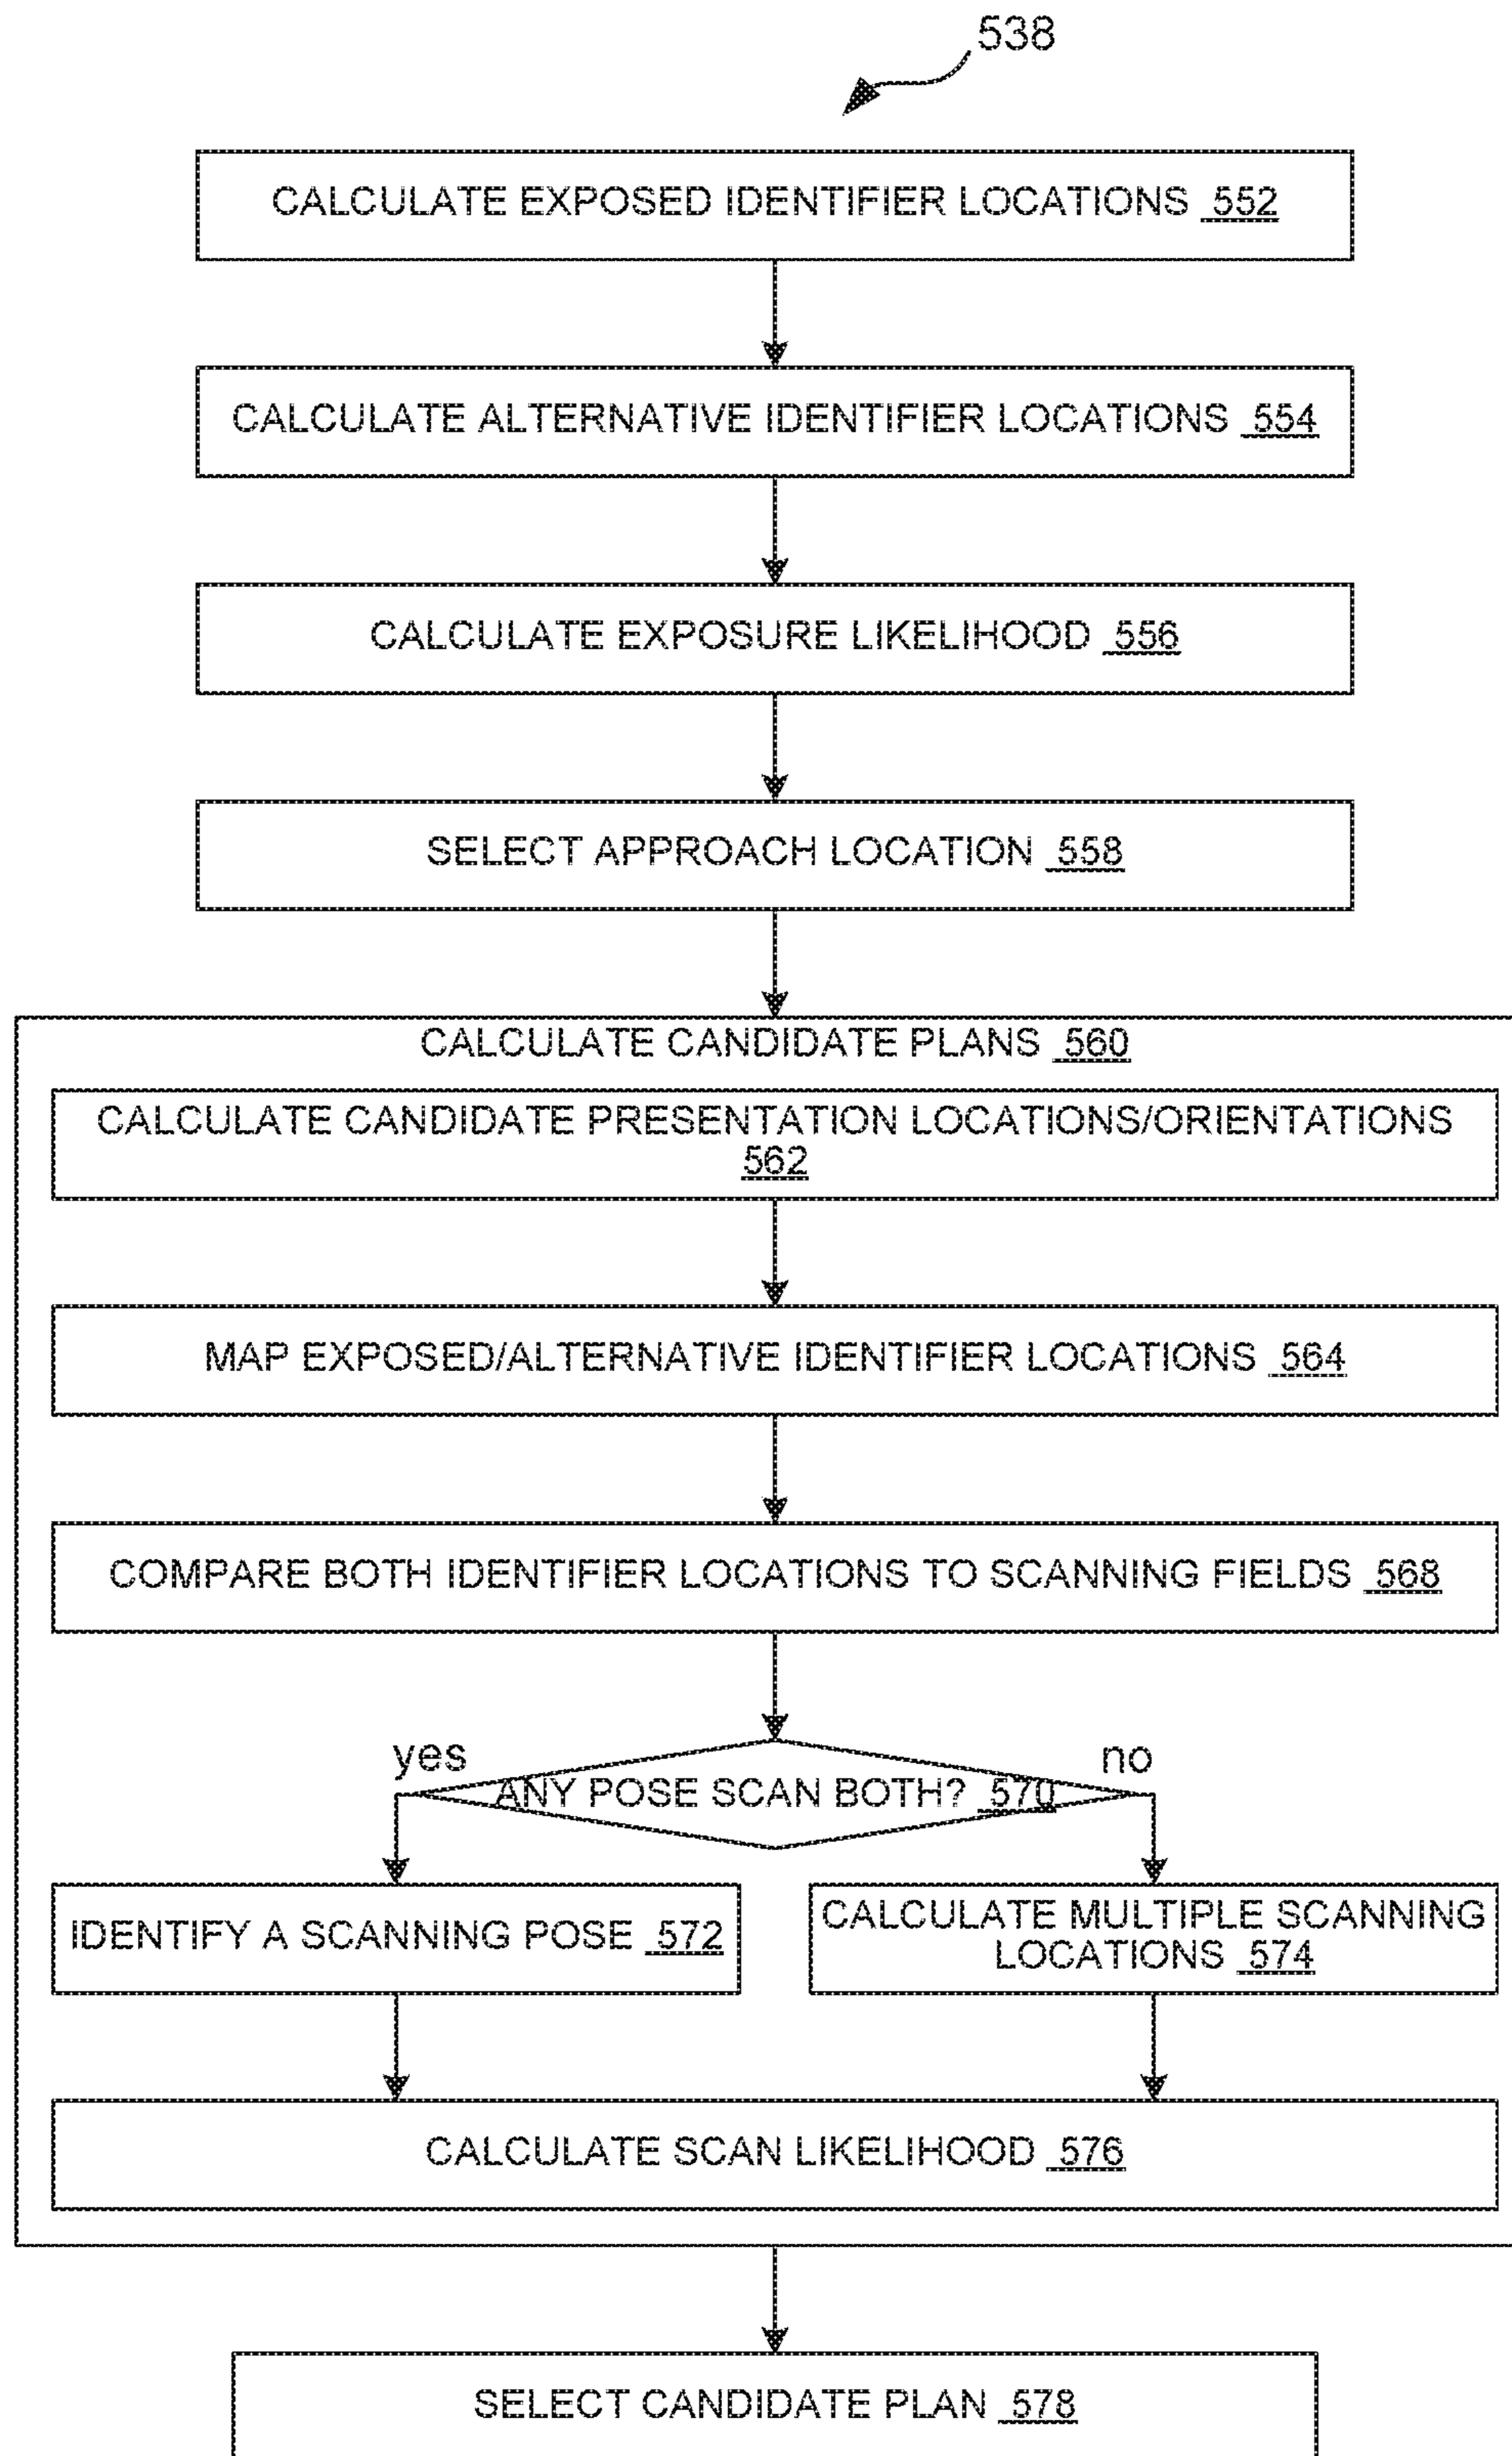 538
CALCULATE EXPOSED IDENTIFIER LOCATIONS 552
CALCULATE ALTERNATIVE IDENTIFIER LOCATIONS 554
CALCULATE EXPOSURE LIKELIHOOD 556
SELECT APPROACH LOCATION 558
CALCULATE CANDIDATE PLANS 560
CALCULATE CANDIDATE PRESENTATION LOCATIONS/ORIENTATIONS
562
MAP EXPOSED/ALTERNATIVE IDENTIFIER LOCATIONS 564
COMPARE BOTH IDENTIFIER LOCATIONS TO SCANNING FIELDS 568
yes
no
ANY POSE SCAN BOTH? 570
IDENTIFY A SCANNING POSE 572
CALCULATE MULTIPLE SCANNING
LOCATIONS 574
CALCULATE SCAN LIKELIHOOD 576
SELECT CANDIDATE PLAN 578